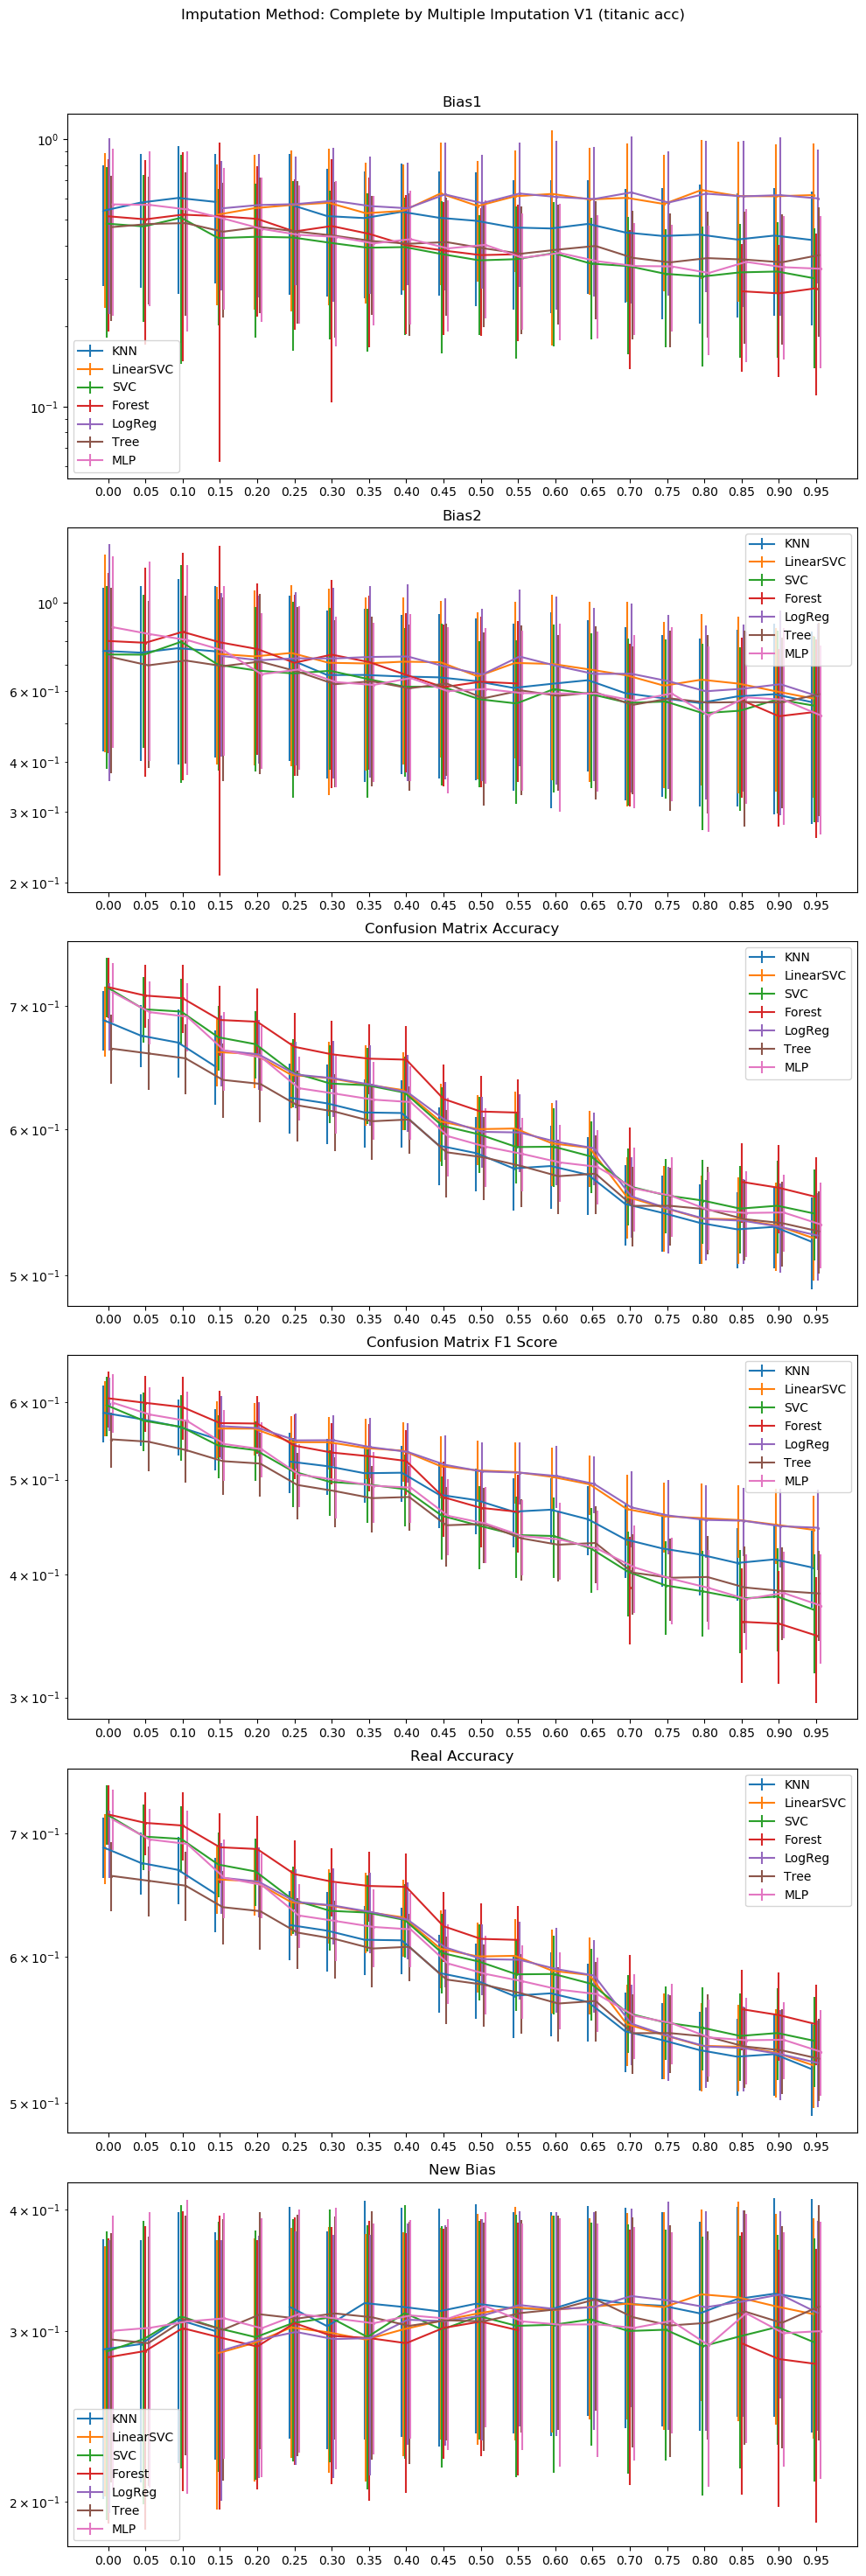 Imputation Method: Complete by Multiple Imputation V1 (titanic acc)
Bias1
10⁰
10⁻¹
KNN
LinearSVC
SVC
Forest
LogReg
Tree
MLP
0.00 0.05 0.10 0.15 0.20 0.25 0.30 0.35 0.40 0.45 0.50 0.55 0.60 0.65 0.70 0.75 0.80 0.85 0.90 0.95
Bias2
10⁰
6 × 10⁻¹
4 × 10⁻¹
3 × 10⁻¹
2 × 10⁻¹
KNN
LinearSVC
SVC
Forest
LogReg
Tree
MLP
0.00 0.05 0.10 0.15 0.20 0.25 0.30 0.35 0.40 0.45 0.50 0.55 0.60 0.65 0.70 0.75 0.80 0.85 0.90 0.95
Confusion Matrix Accuracy
7 × 10⁻¹
6 × 10⁻¹
5 × 10⁻¹
KNN
LinearSVC
SVC
Forest
LogReg
Tree
MLP
0.00 0.05 0.10 0.15 0.20 0.25 0.30 0.35 0.40 0.45 0.50 0.55 0.60 0.65 0.70 0.75 0.80 0.85 0.90 0.95
Confusion Matrix F1 Score
6 × 10⁻¹
5 × 10⁻¹
4 × 10⁻¹
3 × 10⁻¹
KNN
LinearSVC
SVC
Forest
LogReg
Tree
MLP
0.00 0.05 0.10 0.15 0.20 0.25 0.30 0.35 0.40 0.45 0.50 0.55 0.60 0.65 0.70 0.75 0.80 0.85 0.90 0.95
Real Accuracy
7 × 10⁻¹
6 × 10⁻¹
5 × 10⁻¹
KNN
LinearSVC
SVC
Forest
LogReg
Tree
MLP
0.00 0.05 0.10 0.15 0.20 0.25 0.30 0.35 0.40 0.45 0.50 0.55 0.60 0.65 0.70 0.75 0.80 0.85 0.90 0.95
New Bias
4 × 10⁻¹
3 × 10⁻¹
2 × 10⁻¹
KNN
LinearSVC
SVC
Forest
LogReg
Tree
MLP
0.00 0.05 0.10 0.15 0.20 0.25 0.30 0.35 0.40 0.45 0.50 0.55 0.60 0.65 0.70 0.75 0.80 0.85 0.90 0.95